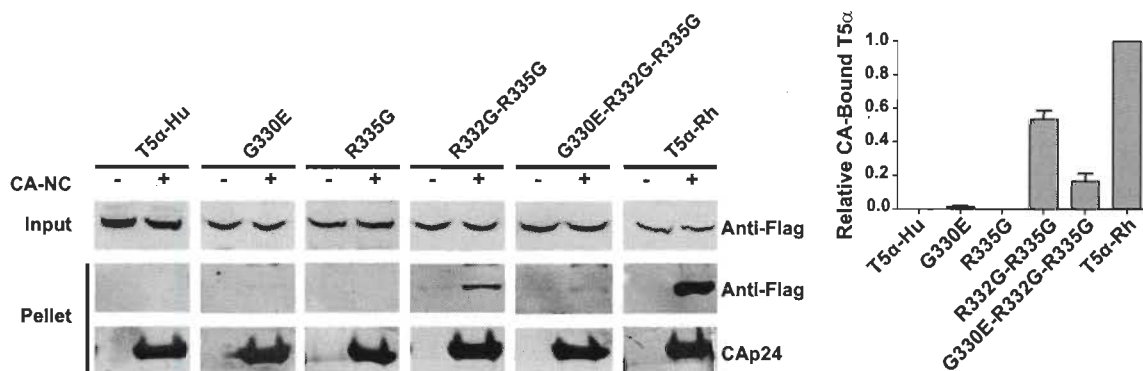 T5α-Hu
G330E
R335G
R332G-R335G
G330E-R332G-R335G
T5α-Rh
CA-NC - + - + - + - + - + - +
Input
Anti-Flag
Pellet
Anti-Flag
CAp24
Relative CA-Bound T5α
1.0
0.8
0.6
0.4
0.2
0.0
T5α-Hu
G330E
R335G
R332G-R335G
G330E-R332G-R335G
T5α-Rh